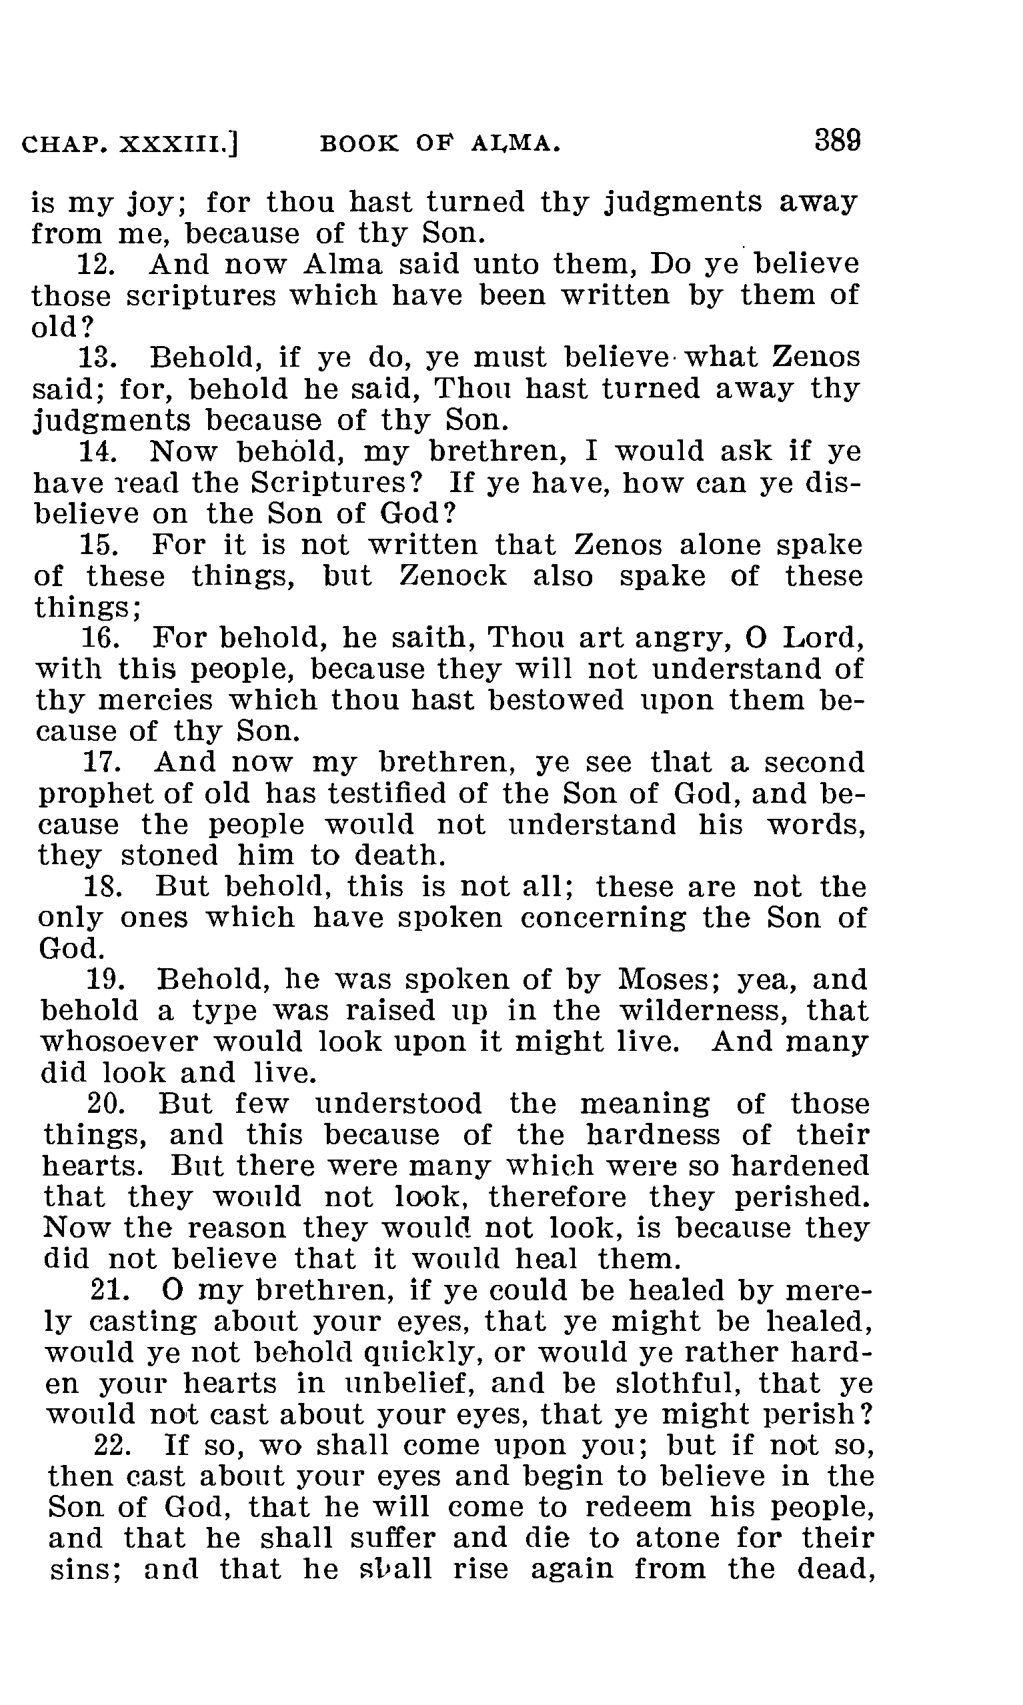 CHAP. XXXIII.] BOOK OF ALMA. 389
is my joy; for thou hast turned thy judgments away
from me, because of thy Son.
12. And now Alma said unto them, Do ye believe
those scriptures which have been written by them of
old?
13. Behold, if ye do, ye must believe what Zenos
said; for, behold he said, Thou hast turned away thy
judgments because of thy Son.
14. Now behold, my brethren, I would ask if ye
have read the Scriptures? If ye have, how can ye dis-
believe on the Son of God?
15. For it is not written that Zenos alone spake
of these things, but Zenock also spake of these
things;
16. For behold, he saith, Thou art angry, O Lord,
with this people, because they will not understand of
thy mercies which thou hast bestowed upon them be-
cause of thy Son.
17. And now my brethren, ye see that a second
prophet of old has testified of the Son of God, and be-
cause the people would not understand his words,
they stoned him to death.
18. But behold, this is not all; these are not the
only ones which have spoken concerning the Son of
God.
19. Behold, he was spoken of by Moses; yea, and
behold a type was raised up in the wilderness, that
whosoever would look upon it might live. And many
did look and live.
20. But few understood the meaning of those
things, and this because of the hardness of their
hearts. But there were many which were so hardened
that they would not look, therefore they perished.
Now the reason they would not look, is because they
did not believe that it would heal them.
21. O my brethren, if ye could be healed by mere-
ly casting about your eyes, that ye might be healed,
would ye not behold quickly, or would ye rather hard-
en your hearts in unbelief, and be slothful, that ye
would not cast about your eyes, that ye might perish?
22. If so, wo shall come upon you; but if not so,
then cast about your eyes and begin to believe in the
Son of God, that he will come to redeem his people,
and that he shall suffer and die to atone for their
sins; and that he shall rise again from the dead,